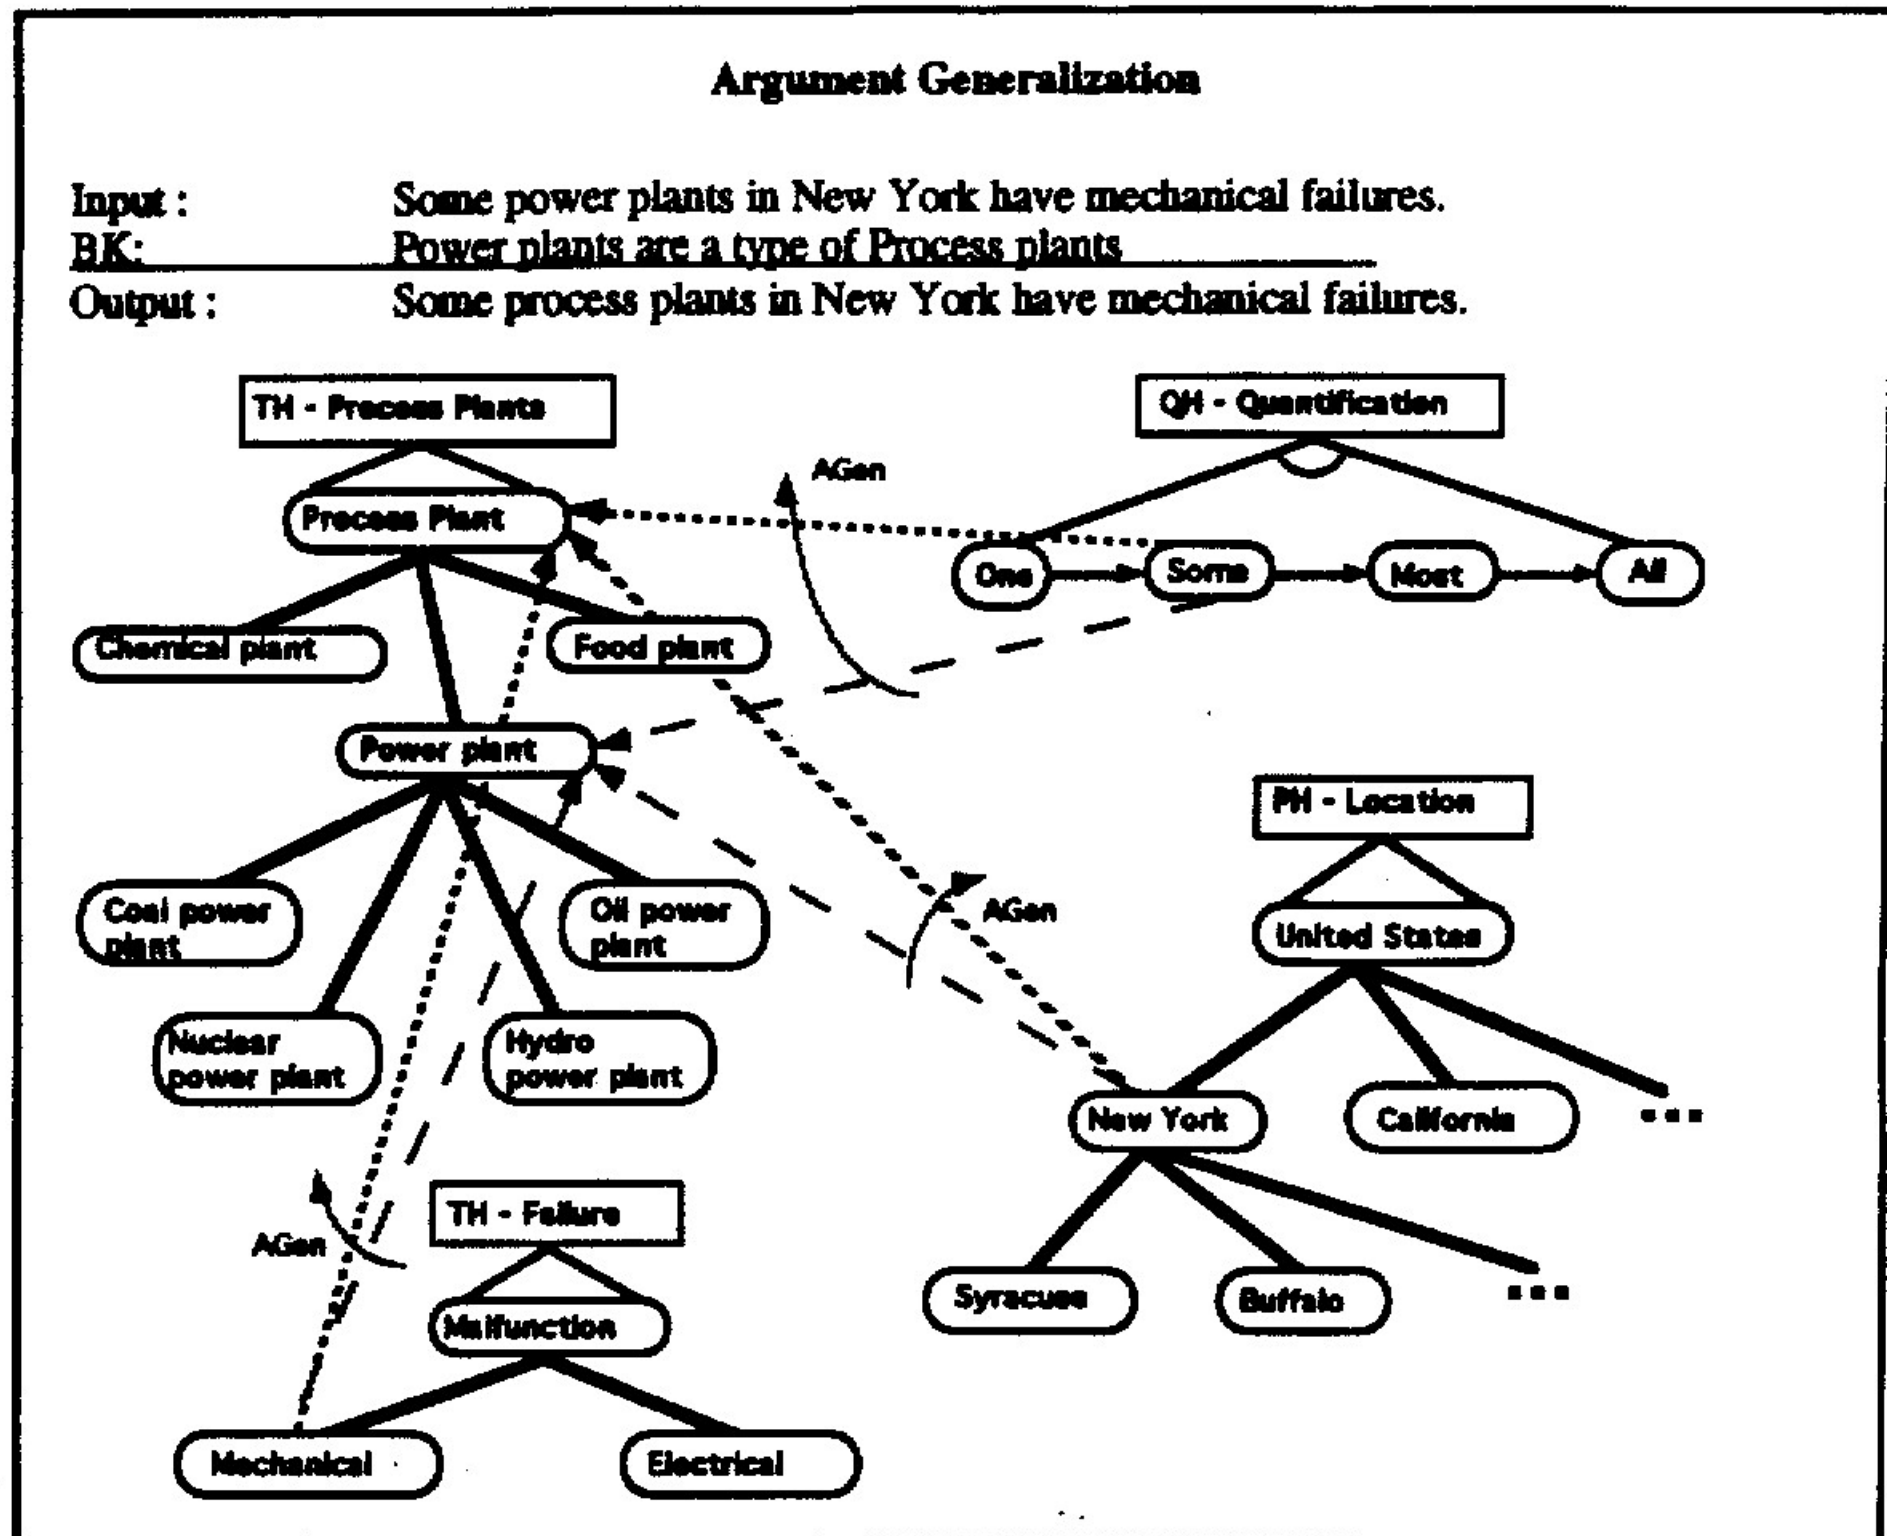 Argument Generalization
Input : Some power plants in New York have mechanical failures.
BK: Power plants are a type of Process plants
Output : Some process plants in New York have mechanical failures.
TH - Process Plants
QH - Quantification
AGen
Process Plant
One
Some
Most
All
Chemical plant
Food plant
Power plant
PH - Location
Coal power
plant
Oil power
plant
AGen
United States
Nuclear
power plant
Hydro
power plant
New York
California
...
TH - Failure
AGen
Syracuse
Buffalo
...
Malfunction
Mechanical
Electrical